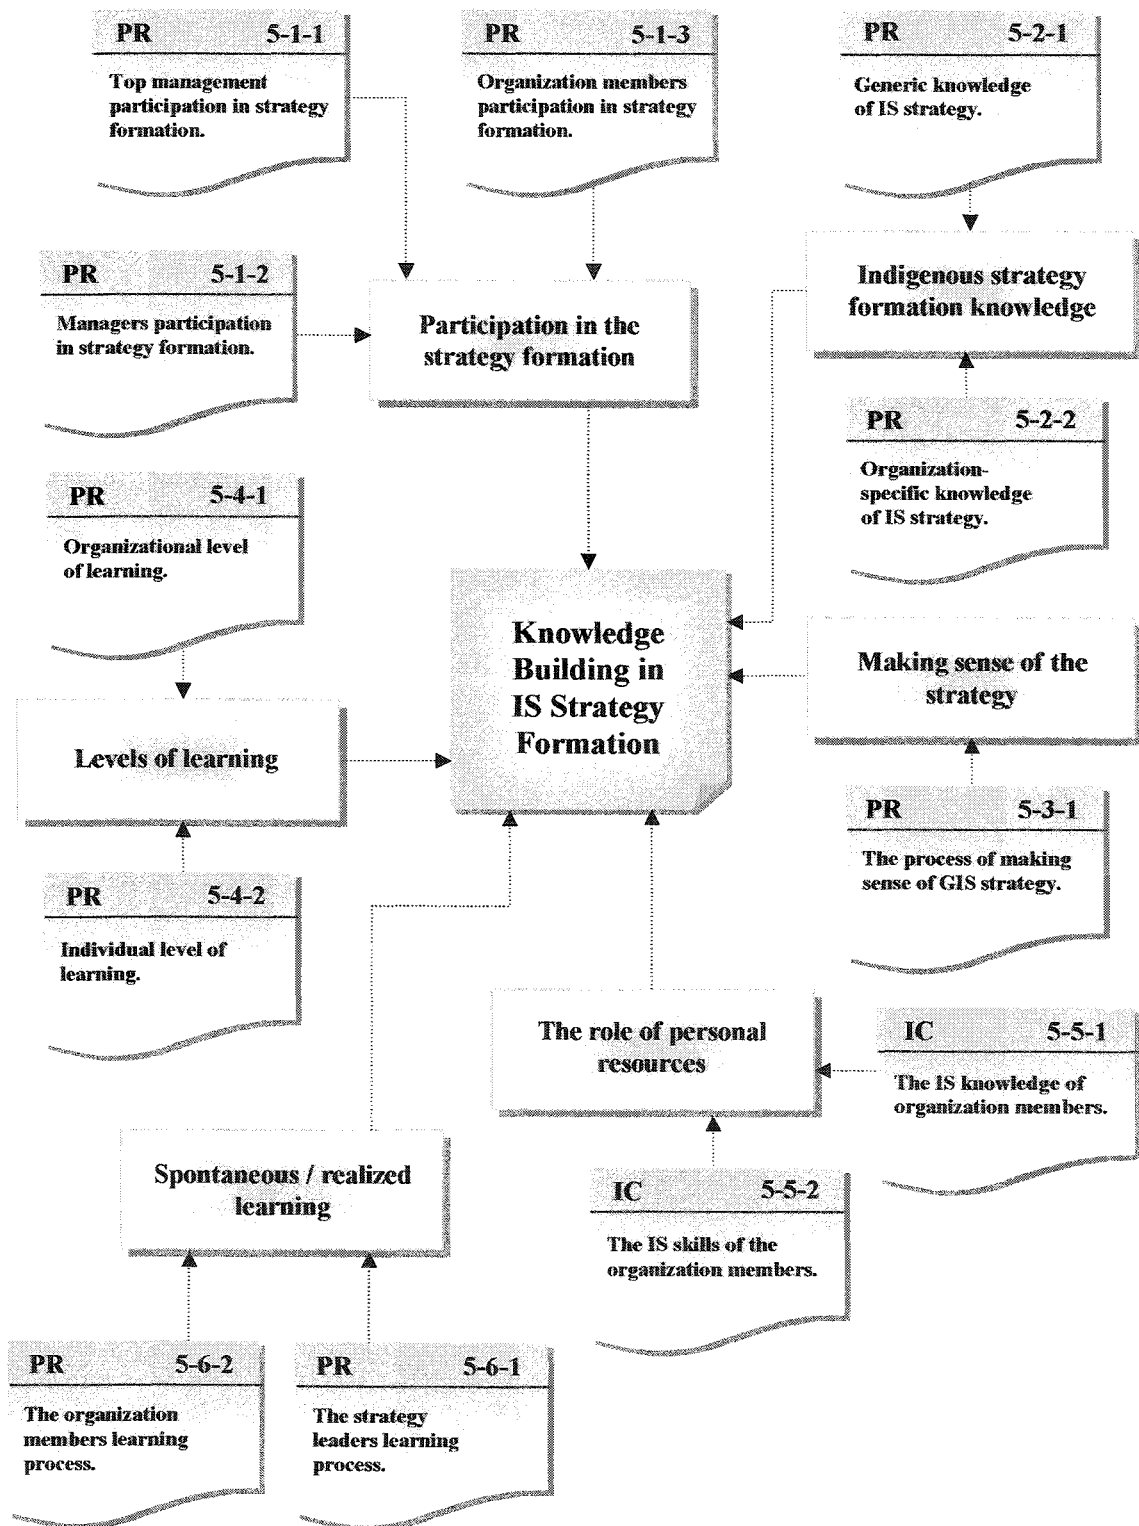 PR 5-1-1
Top management
participation in strategy
formation.
PR 5-1-3
Organization members
participation in strategy
formation.
PR 5-2-1
Generic knowledge
of IS strategy.
PR 5-1-2
Managers participation
in strategy formation.
Participation in the
strategy formation
Indigenous strategy
formation knowledge
PR 5-2-2
Organization-
specific knowledge
of IS strategy.
PR 5-4-1
Organizational level
of learning.
Knowledge
Building in
IS Strategy
Formation
Making sense of the
strategy
Levels of learning
PR 5-3-1
The process of making
sense of GIS strategy.
PR 5-4-2
Individual level of
learning.
The role of personal
resources
IC 5-5-1
The IS knowledge of
organization members.
Spontaneous / realized
learning
IC 5-5-2
The IS skills of the
organization members.
PR 5-6-2
The organization
members learning
process.
PR 5-6-1
The strategy
leaders learning
process.